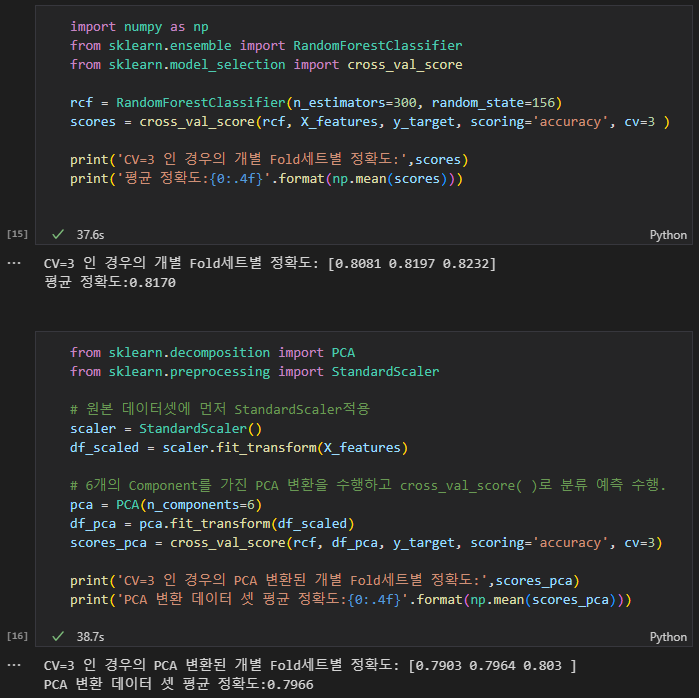 import numpy as np
from sklearn.ensemble import RandomForestClassifier
from sklearn.model_selection import cross_val_score
rcf = RandomForestClassifier(n_estimators=300, random_state=156)
scores = cross_val_score(rcf, X_features, y_target, scoring='accuracy', cv=3 )
print('CV=3 인 경우의 개별 Fold세트별 정확도:',scores)
print('평균 정확도:{0:.4f}'.format(np.mean(scores)))
[15] ✓ 37.6s Python
... CV=3 인 경우의 개별 Fold세트별 정확도: [0.8081 0.8197 0.8232]
평균 정확도:0.8170
from sklearn.decomposition import PCA
from sklearn.preprocessing import StandardScaler
# 원본 데이터셋에 먼저 StandardScaler적용
scaler = StandardScaler()
df_scaled = scaler.fit_transform(X_features)
# 6개의 Component를 가진 PCA 변환을 수행하고 cross_val_score( )로 분류 예측 수행.
pca = PCA(n_components=6)
df_pca = pca.fit_transform(df_scaled)
scores_pca = cross_val_score(rcf, df_pca, y_target, scoring='accuracy', cv=3)
print('CV=3 인 경우의 PCA 변환된 개별 Fold세트별 정확도:',scores_pca)
print('PCA 변환 데이터 셋 평균 정확도:{0:.4f}'.format(np.mean(scores_pca)))
[16] ✓ 38.7s Python
... CV=3 인 경우의 PCA 변환된 개별 Fold세트별 정확도: [0.7903 0.7964 0.803 ]
PCA 변환 데이터 셋 평균 정확도:0.7966